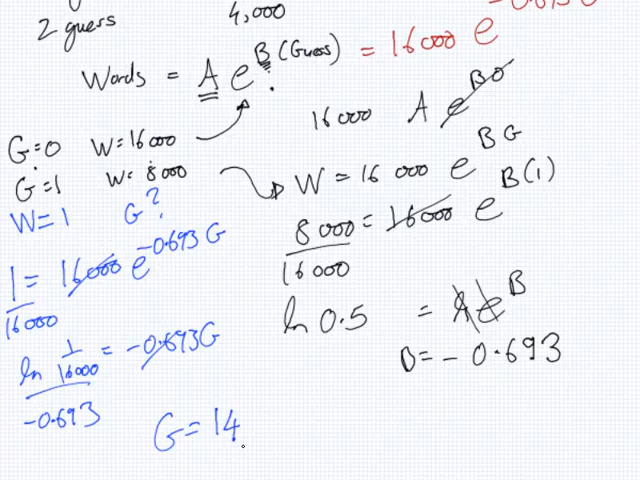 2 guess
4,000
Words = A e^B (Guess) = 16000 e^-0.693
16000 A e^B0
G=0 W=16000
G=1 W=8000
W = 16 000 e^BG
8000 = 16000 e^B(1)
16000
ln 0.5 = A e^B
B = -0.693
W=1 G?
1 = 16000 e^-0.693G
16000
ln 1/16000 = -0.693G
-0.693
G=14